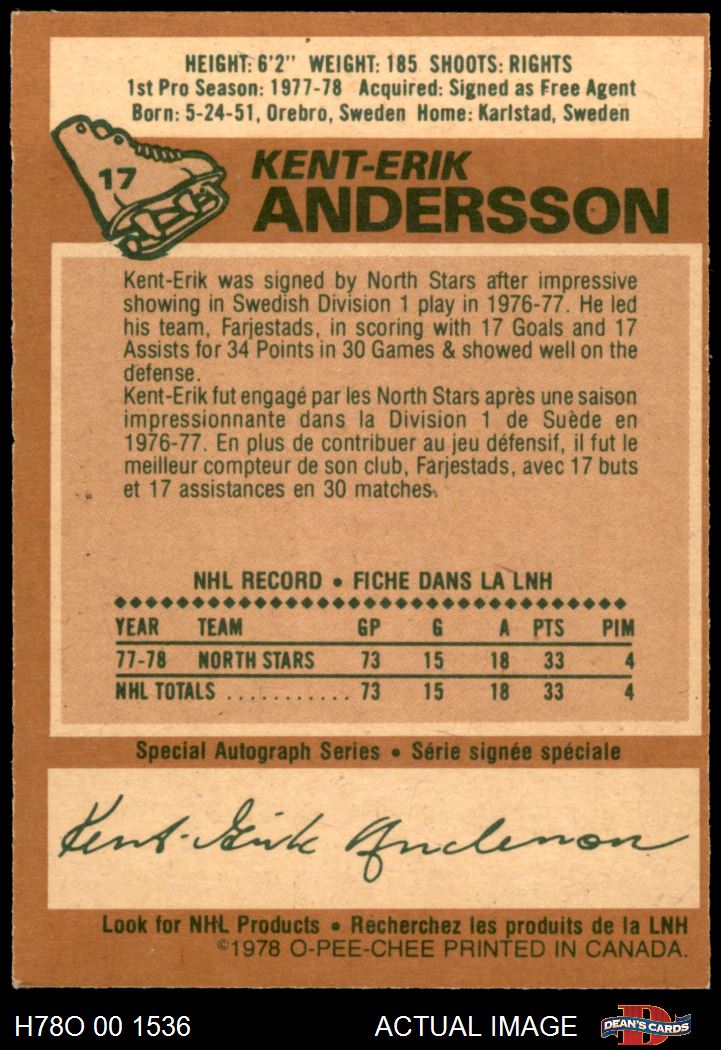 HEIGHT: 6'2" WEIGHT: 185 SHOOTS: RIGHTS
1st Pro Season: 1977-78 Acquired: Signed as Free Agent
Born: 5-24-51, Orebro, Sweden Home: Karlstad, Sweden
17
KENT-ERIK
ANDERSSON
Kent-Erik was signed by North Stars after impressive
showing in Swedish Division 1 play in 1976-77. He led
his team, Farjestads, in scoring with 17 Goals and 17
Assists for 34 Points in 30 Games & showed well on the
defense.
Kent-Erik fut engagé par les North Stars après une saison
impressionnante dans la Division 1 de Suède en
1976-77. En plus de contribuer au jeu défensif, il fut le
meilleur compteur de son club, Farjestads, avec 17 buts
et 17 assistances en 30 matches.
NHL RECORD • FICHE DANS LA LNH
YEAR TEAM GP G A PTS PIM
77-78 NORTH STARS 73 15 18 33 4
NHL TOTALS ........... 73 15 18 33 4
Special Autograph Series • Série signée spéciale
Kent-Erik Andersson
Look for NHL Products • Recherchez les produits de la LNH
©1978 O-PEE-CHEE PRINTED IN CANADA.
H78O 00 1536 ACTUAL IMAGE DEAN'S CARDS